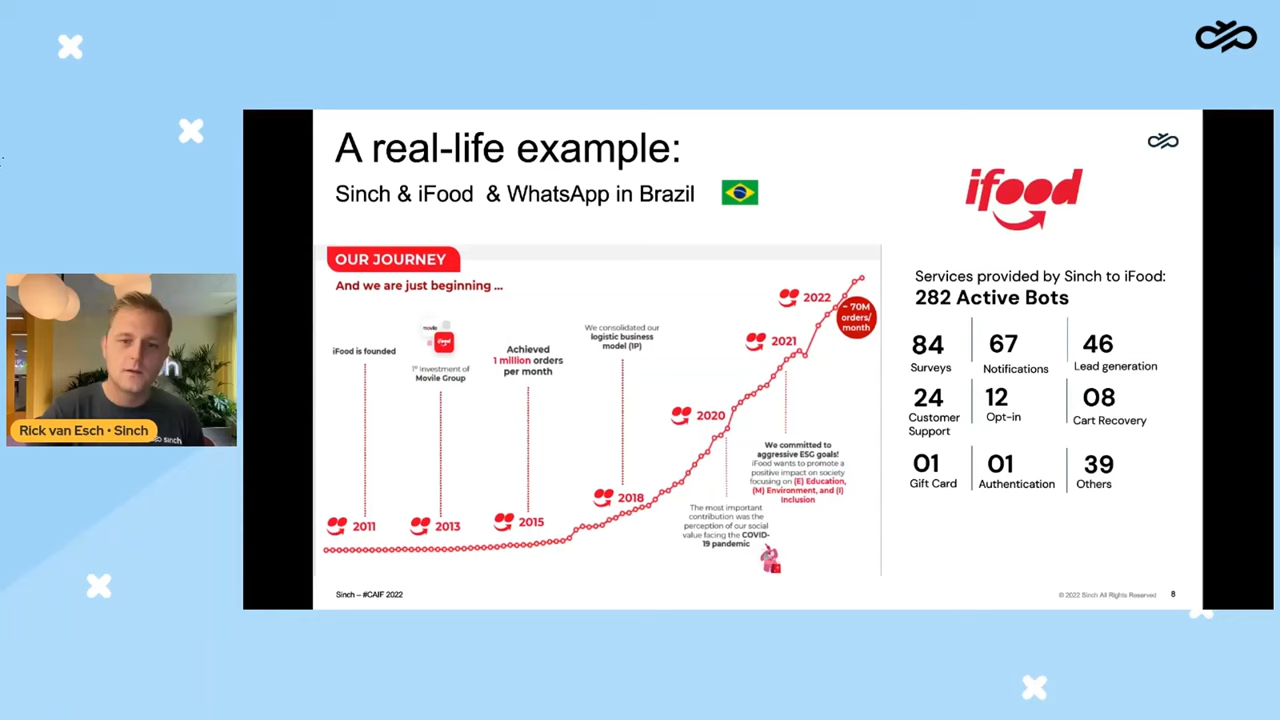 A real-life example:
Sinch & iFood & WhatsApp in Brazil
ifood
OUR JOURNEY
And we are just beginning ...
iFood is founded
movile
ifood
1st Investment of
Movile Group
Achieved
1 million orders
per month
We consolidated our
logistic business
model (IP)
2022
~ 70M
orders/
month
2021
2020
2018
2015
2013
2011
We committed to
aggressive ESG goals!
iFood wants to promote a
positive impact on society
focusing on (E) Education,
(M) Environment, and (I)
Inclusion
The most important
contribution was the
perception of our social
value facing the COVID-
19 pandemic
Services provided by Sinch to iFood:
282 Active Bots
84
Surveys
67
Notifications
46
Lead generation
24
Customer
Support
12
Opt-in
08
Cart Recovery
01
Gift Card
01
Authentication
39
Others
Sinch – #CAIF 2022
© 2022 Sinch All Rights Reserved
8
Rick van Esch • Sinch
sinch